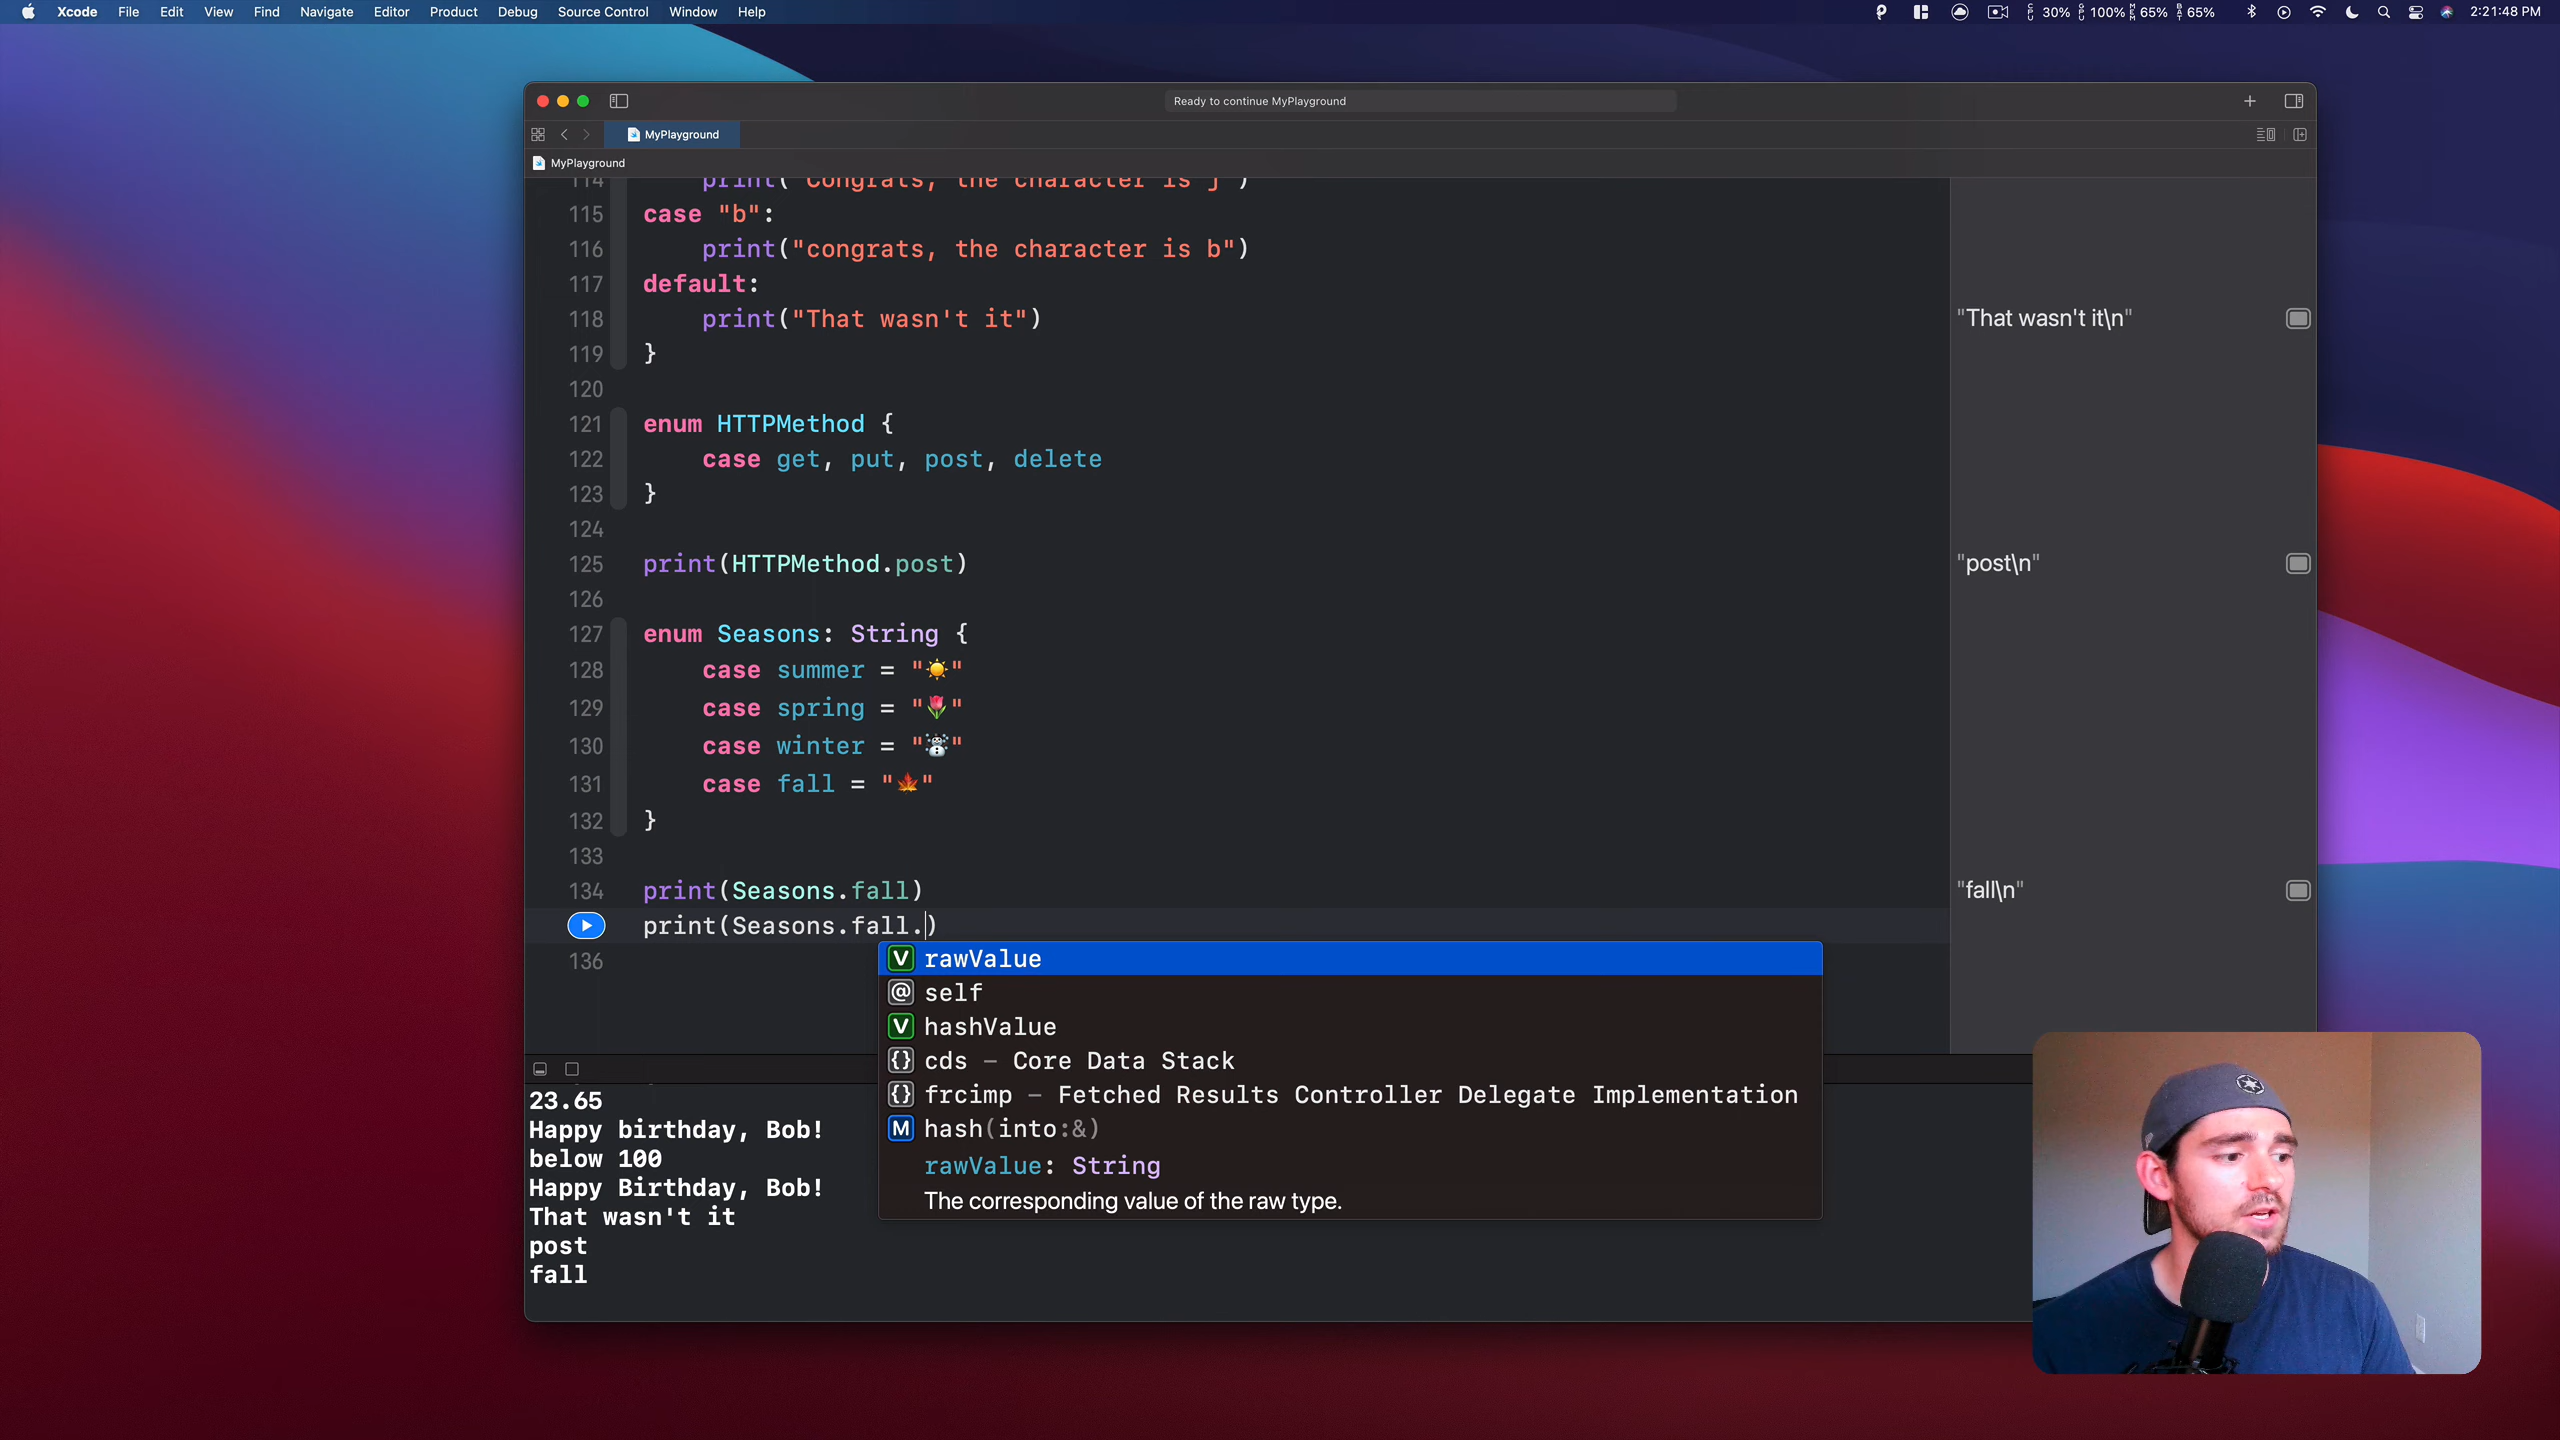 Xcode File Edit View Find Navigate Editor Product Debug Source Control Window Help
30% 100% 65% 65% 2:21:48 PM
Ready to continue MyPlayground
MyPlayground
MyPlayground
114 print("Congrats, the character is j")
115 case "b":
116 print("congrats, the character is b")
117 default:
118 print("That wasn't it") "That wasn't it\n"
119 }
120
121 enum HTTPMethod {
122 case get, put, post, delete
123 }
124
125 print(HTTPMethod.post) "post\n"
126
127 enum Seasons: String {
128 case summer = "☀️"
129 case spring = "🌷"
130 case winter = "☃️"
131 case fall = "🍁"
132 }
133
134 print(Seasons.fall) "fall\n"
print(Seasons.fall.)
136
V rawValue
@ self
V hashValue
{} cds – Core Data Stack
{} frcimp – Fetched Results Controller Delegate Implementation
M hash(into:&)
rawValue: String
The corresponding value of the raw type.
23.65
Happy birthday, Bob!
below 100
Happy Birthday, Bob!
That wasn't it
post
fall